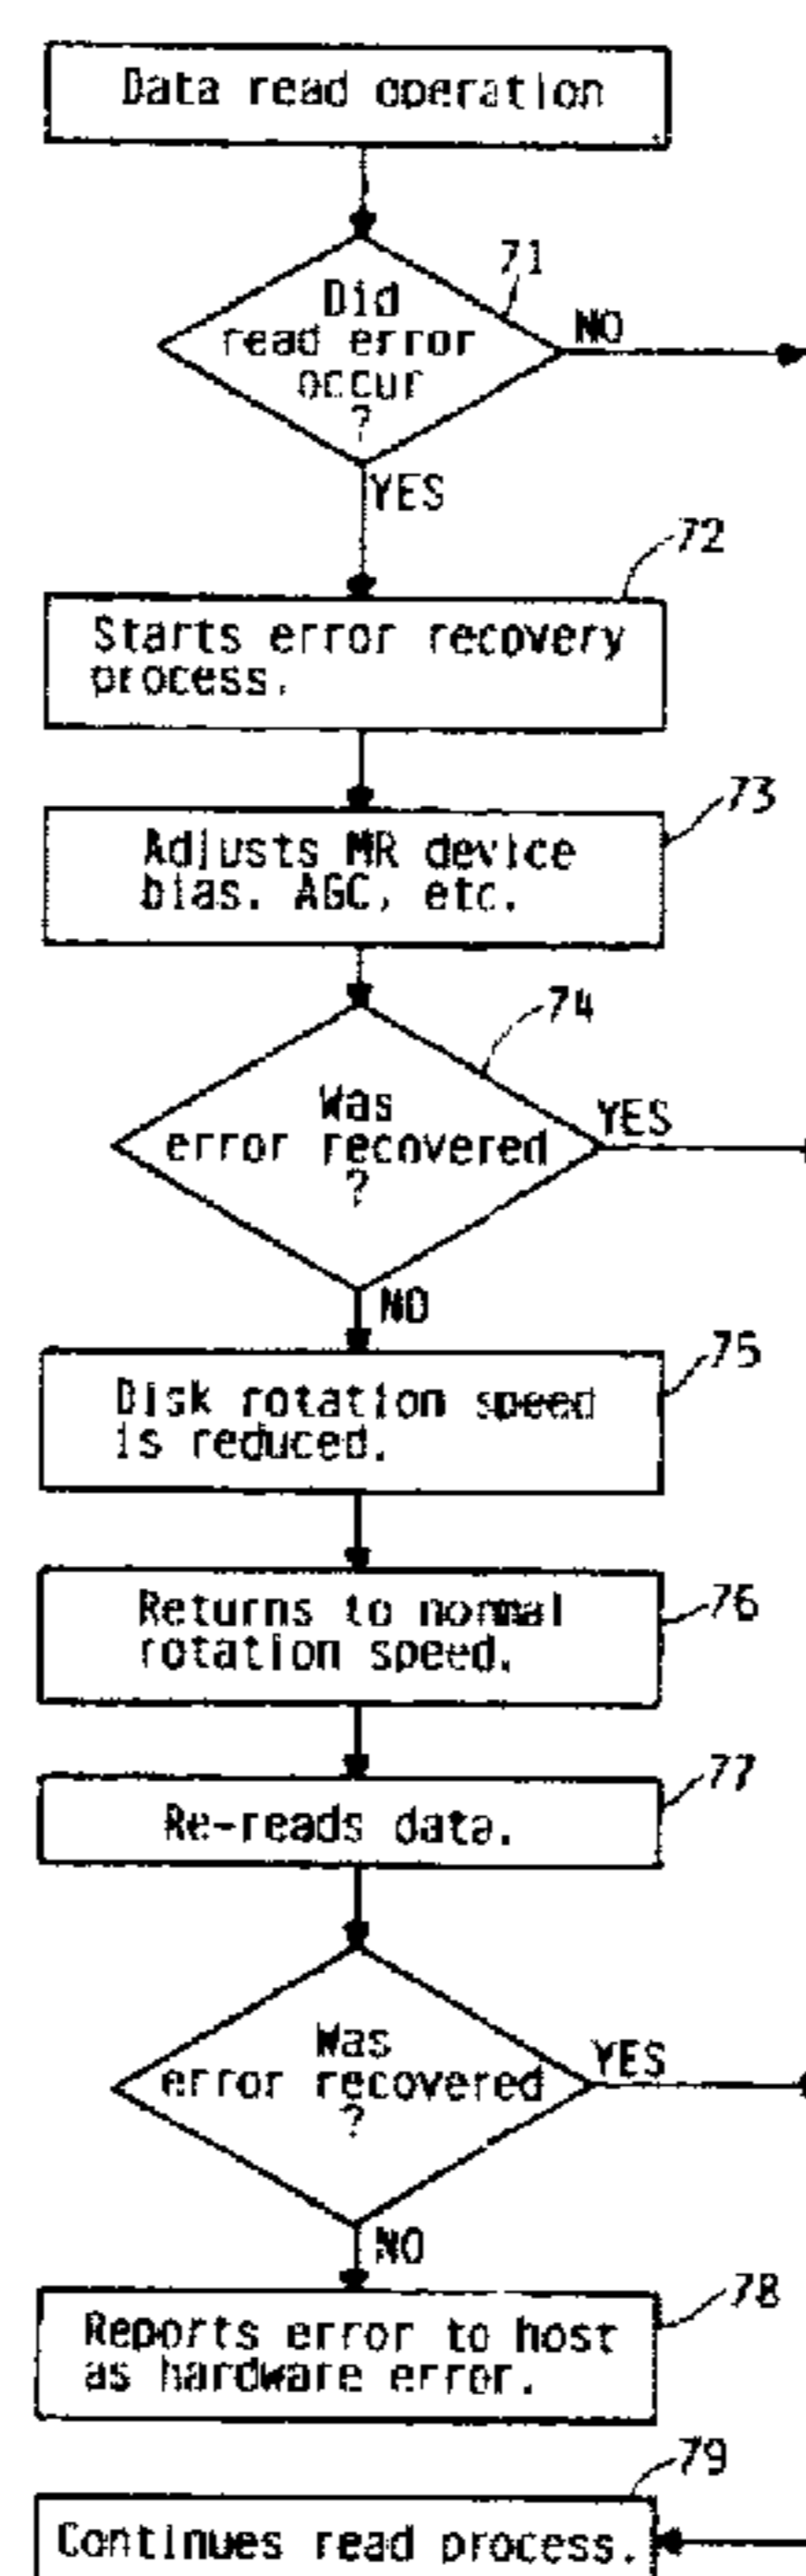 Data read operation
71
Did
read error
occur
?
NO
YES
72
Starts error recovery
process.
73
Adjusts MR device
bias. AGC, etc.
74
Was
error recovered
?
YES
NO
75
Disk rotation speed
is reduced.
76
Returns to normal
rotation speed.
77
Re-reads data.
Was
error recovered
?
YES
NO
78
Reports error to host
as hardware error.
79
Continues read process.